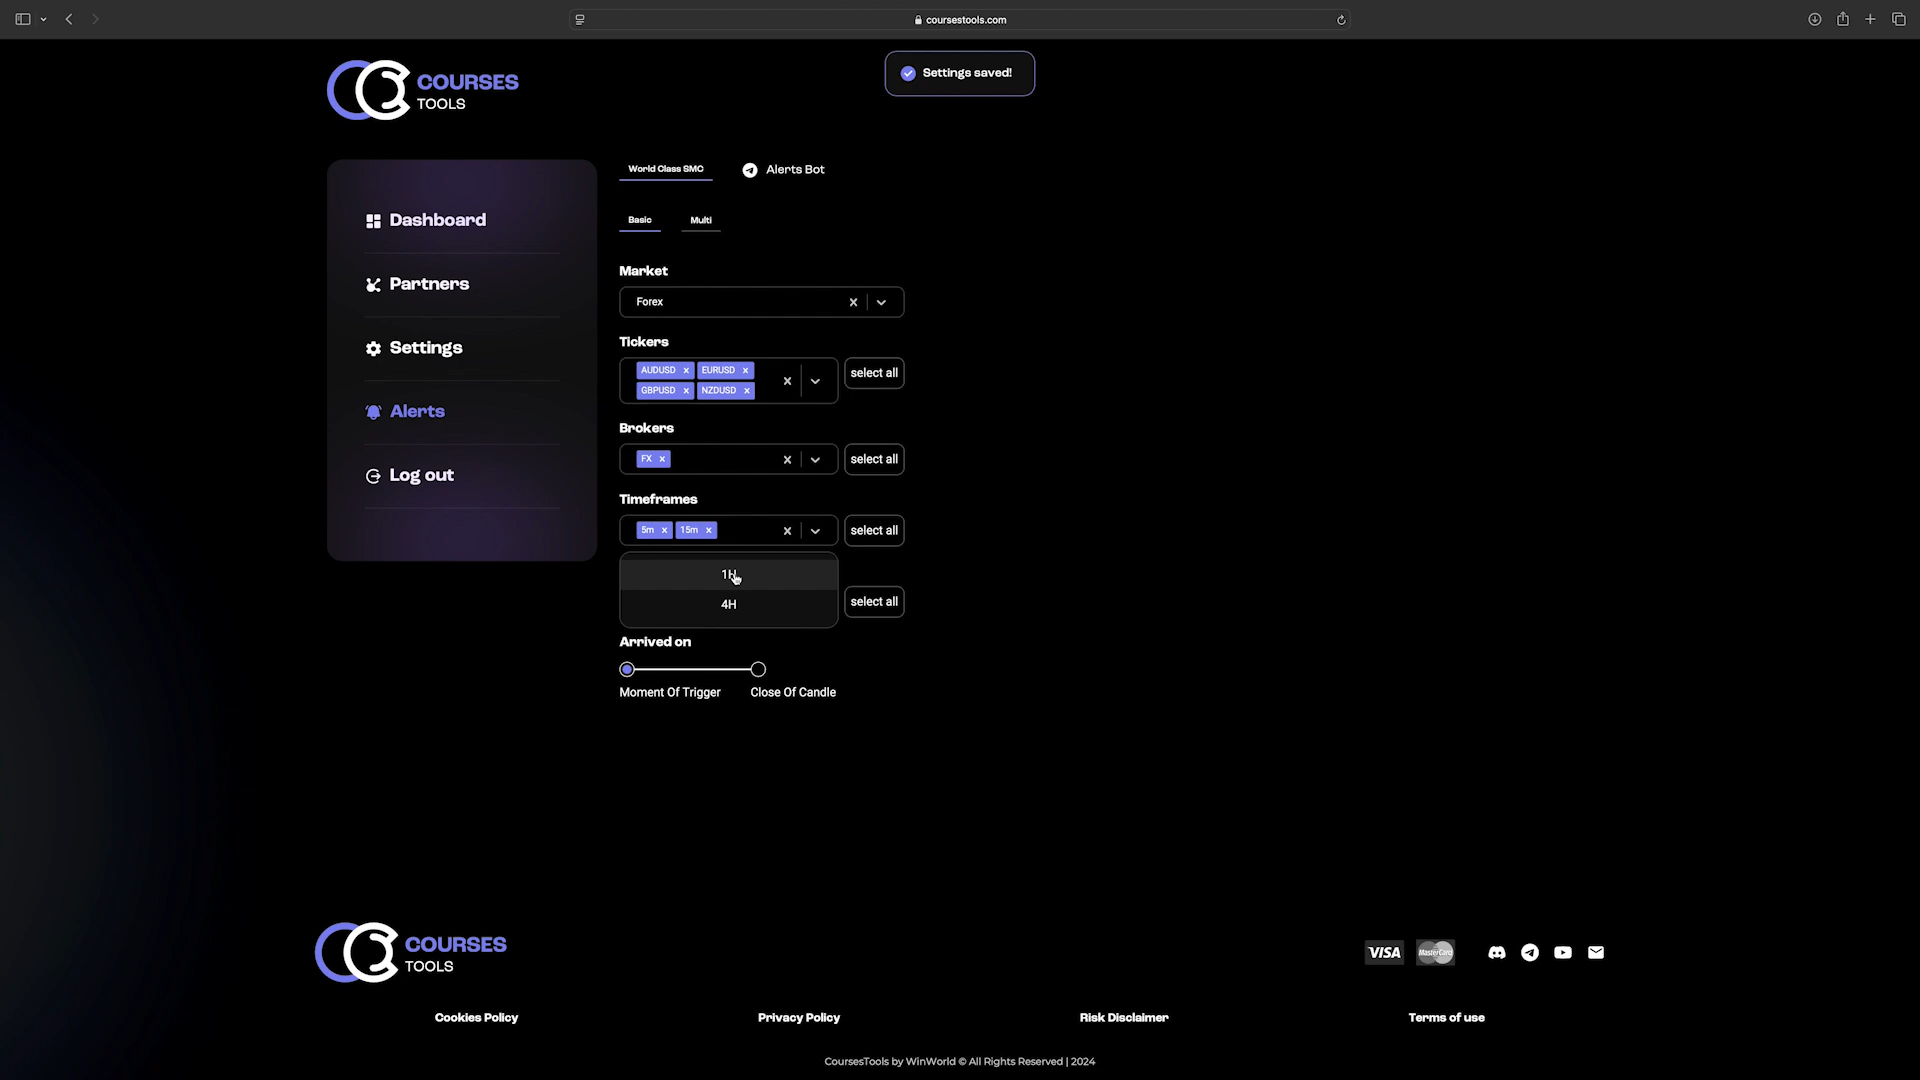 coursestools.com
COURSES
TOOLS
Settings saved!
Dashboard
Partners
Settings
Alerts
Log out
World Class SMC
Alerts Bot
Basic
Multi
Market
Forex
Tickers
AUDUSD
EURUSD
GBPUSD
NZDUSD
select all
Brokers
FX
select all
Timeframes
5m
15m
select all
1H
4H
select all
Arrived on
Moment Of Trigger
Close Of Candle
COURSES
TOOLS
VISA
MasterCard
Cookies Policy
Privacy Policy
Risk Disclaimer
Terms of use
CoursesTools by WinWorld © All Rights Reserved | 2024